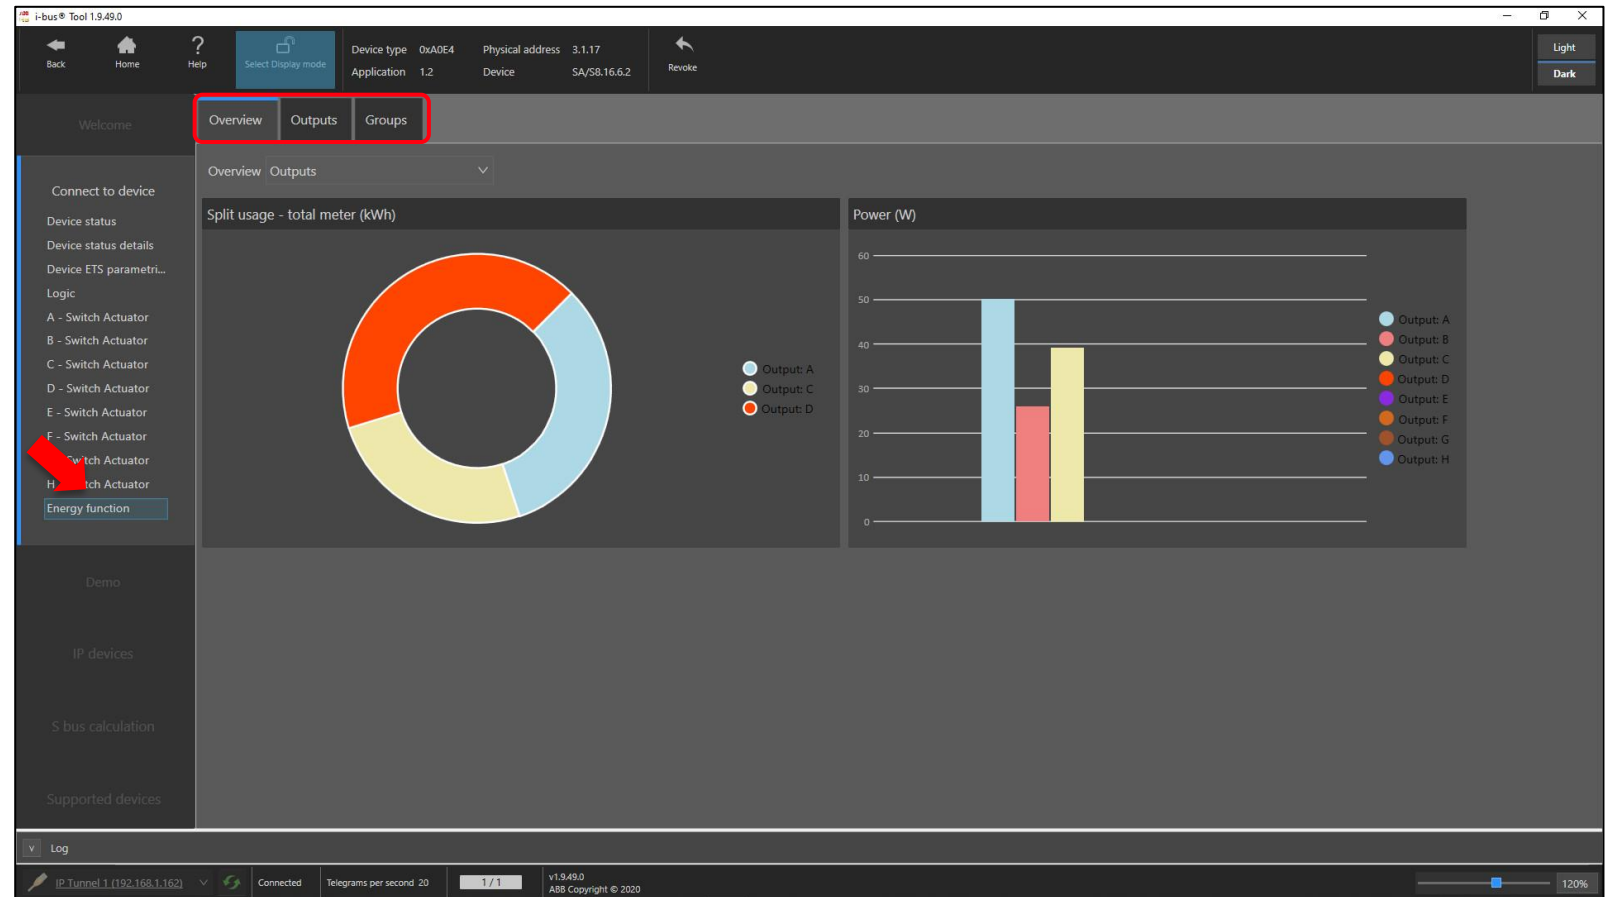 i-bus® Tool 1.9.49.0
Back Home Help Select Display mode
Device type 0xA0E4 Physical address 3.1.17
Application 1.2 Device SA/S8.16.6.2
Revoke
Light
Dark
Welcome
Overview Outputs Groups
Overview Outputs
Connect to device
Device status
Device status details
Device ETS parametri...
Logic
A - Switch Actuator
B - Switch Actuator
C - Switch Actuator
D - Switch Actuator
E - Switch Actuator
F - Switch Actuator
Switch Actuator
H Actuator
Energy function
Demo
IP devices
S bus calculation
Supported devices
Split usage - total meter (kWh)
Output: A
Output: C
Output: D
Power (W)
60
50
40
30
20
10
0
Output: A
Output: B
Output: C
Output: D
Output: E
Output: F
Output: G
Output: H
Log
IP Tunnel 1 (192.168.1.162) Connected Telegrams per second 20 1 / 1
v1.9.49.0
ABB Copyright © 2020
120%